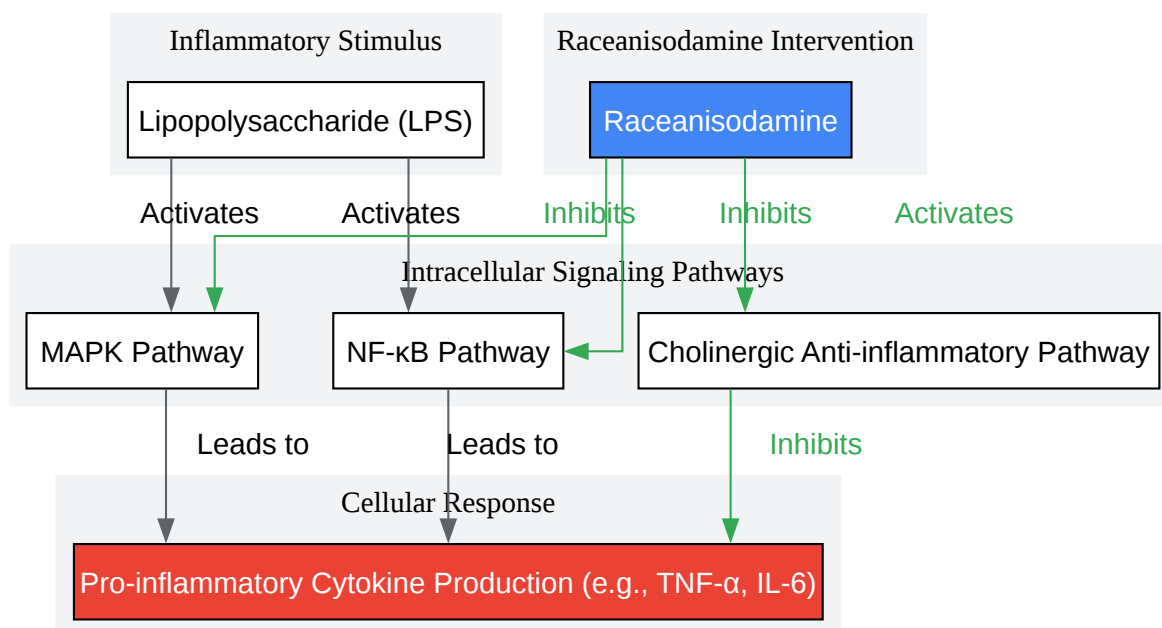 Inflammatory Stimulus
Raceanisodamine Intervention
Lipopolysaccharide (LPS)
Raceanisodamine
Activates
Activates
Inhibits
Inhibits
Activates
Intracellular Signaling Pathways
MAPK Pathway
NF-κB Pathway
Cholinergic Anti-inflammatory Pathway
Leads to
Leads to
Inhibits
Cellular Response
Pro-inflammatory Cytokine Production (e.g., TNF-α, IL-6)